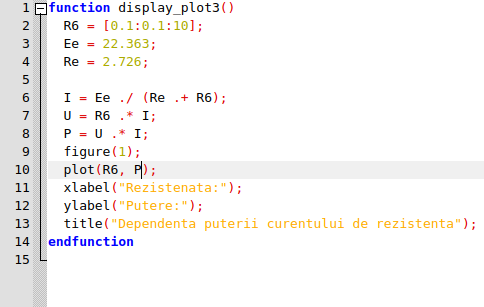 1 function display_plot3()
2 R6 = [0.1:0.1:10];
3 Ee = 22.363;
4 Re = 2.726;
5
6 I = Ee ./ (Re .+ R6);
7 U = R6 .* I;
8 P = U .* I;
9 figure(1);
10 plot(R6, P);
11 xlabel("Rezistenata:");
12 ylabel("Putere:");
13 title("Dependenta puterii curentului de rezistenta");
14 endfunction
15